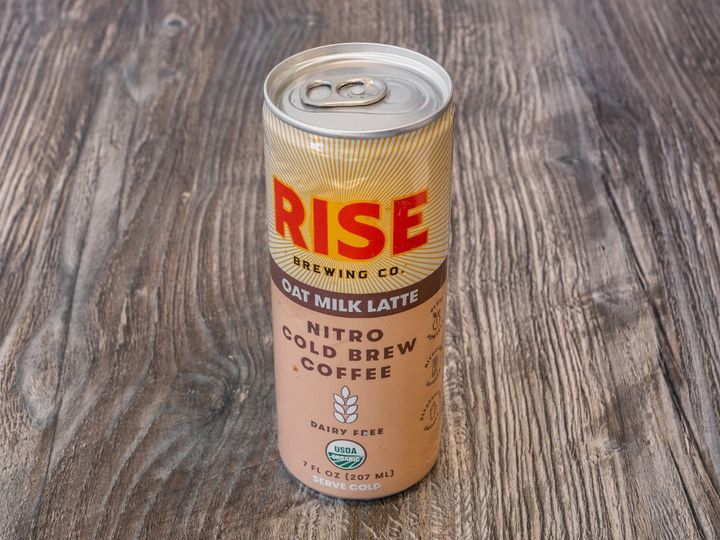 RISE
BREWING CO.
OAT MILK LATTE
NITRO
COLD BREW
COFFEE
DAIRY FREE
USDA
ORGANIC
7 FL OZ (207 ML)
SERVE COLD